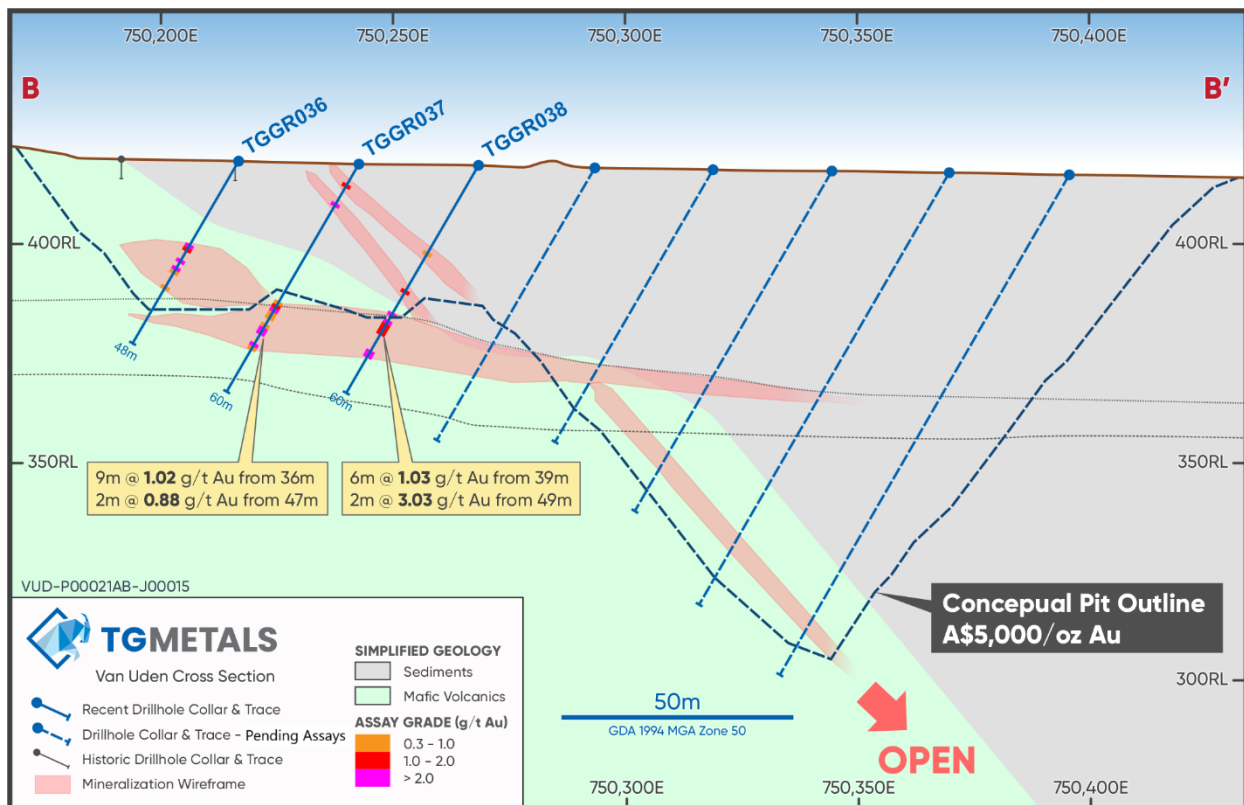 750,200E
750,250E
750,300E
750,350E
750,400E
B
B'
TGGR036
TGGR037
TGGR038
400RL
400RL
48m
60m
60m
350RL
350RL
9m @ 1.02 g/t Au from 36m
2m @ 0.88 g/t Au from 47m
6m @ 1.03 g/t Au from 39m
2m @ 3.03 g/t Au from 49m
VUD-P00021AB-J00015
Concepual Pit Outline
A$5,000/oz Au
TGMETALS
Van Uden Cross Section
Recent Drillhole Collar & Trace
Drillhole Collar & Trace - Pending Assays
Historic Drillhole Collar & Trace
Mineralization Wireframe
SIMPLIFIED GEOLOGY
Sediments
Mafic Volcanics
ASSAY GRADE (g/t Au)
0.3 - 1.0
1.0 - 2.0
> 2.0
50m
GDA 1994 MGA Zone 50
300RL
OPEN
750,300E
750,350E
750,400E